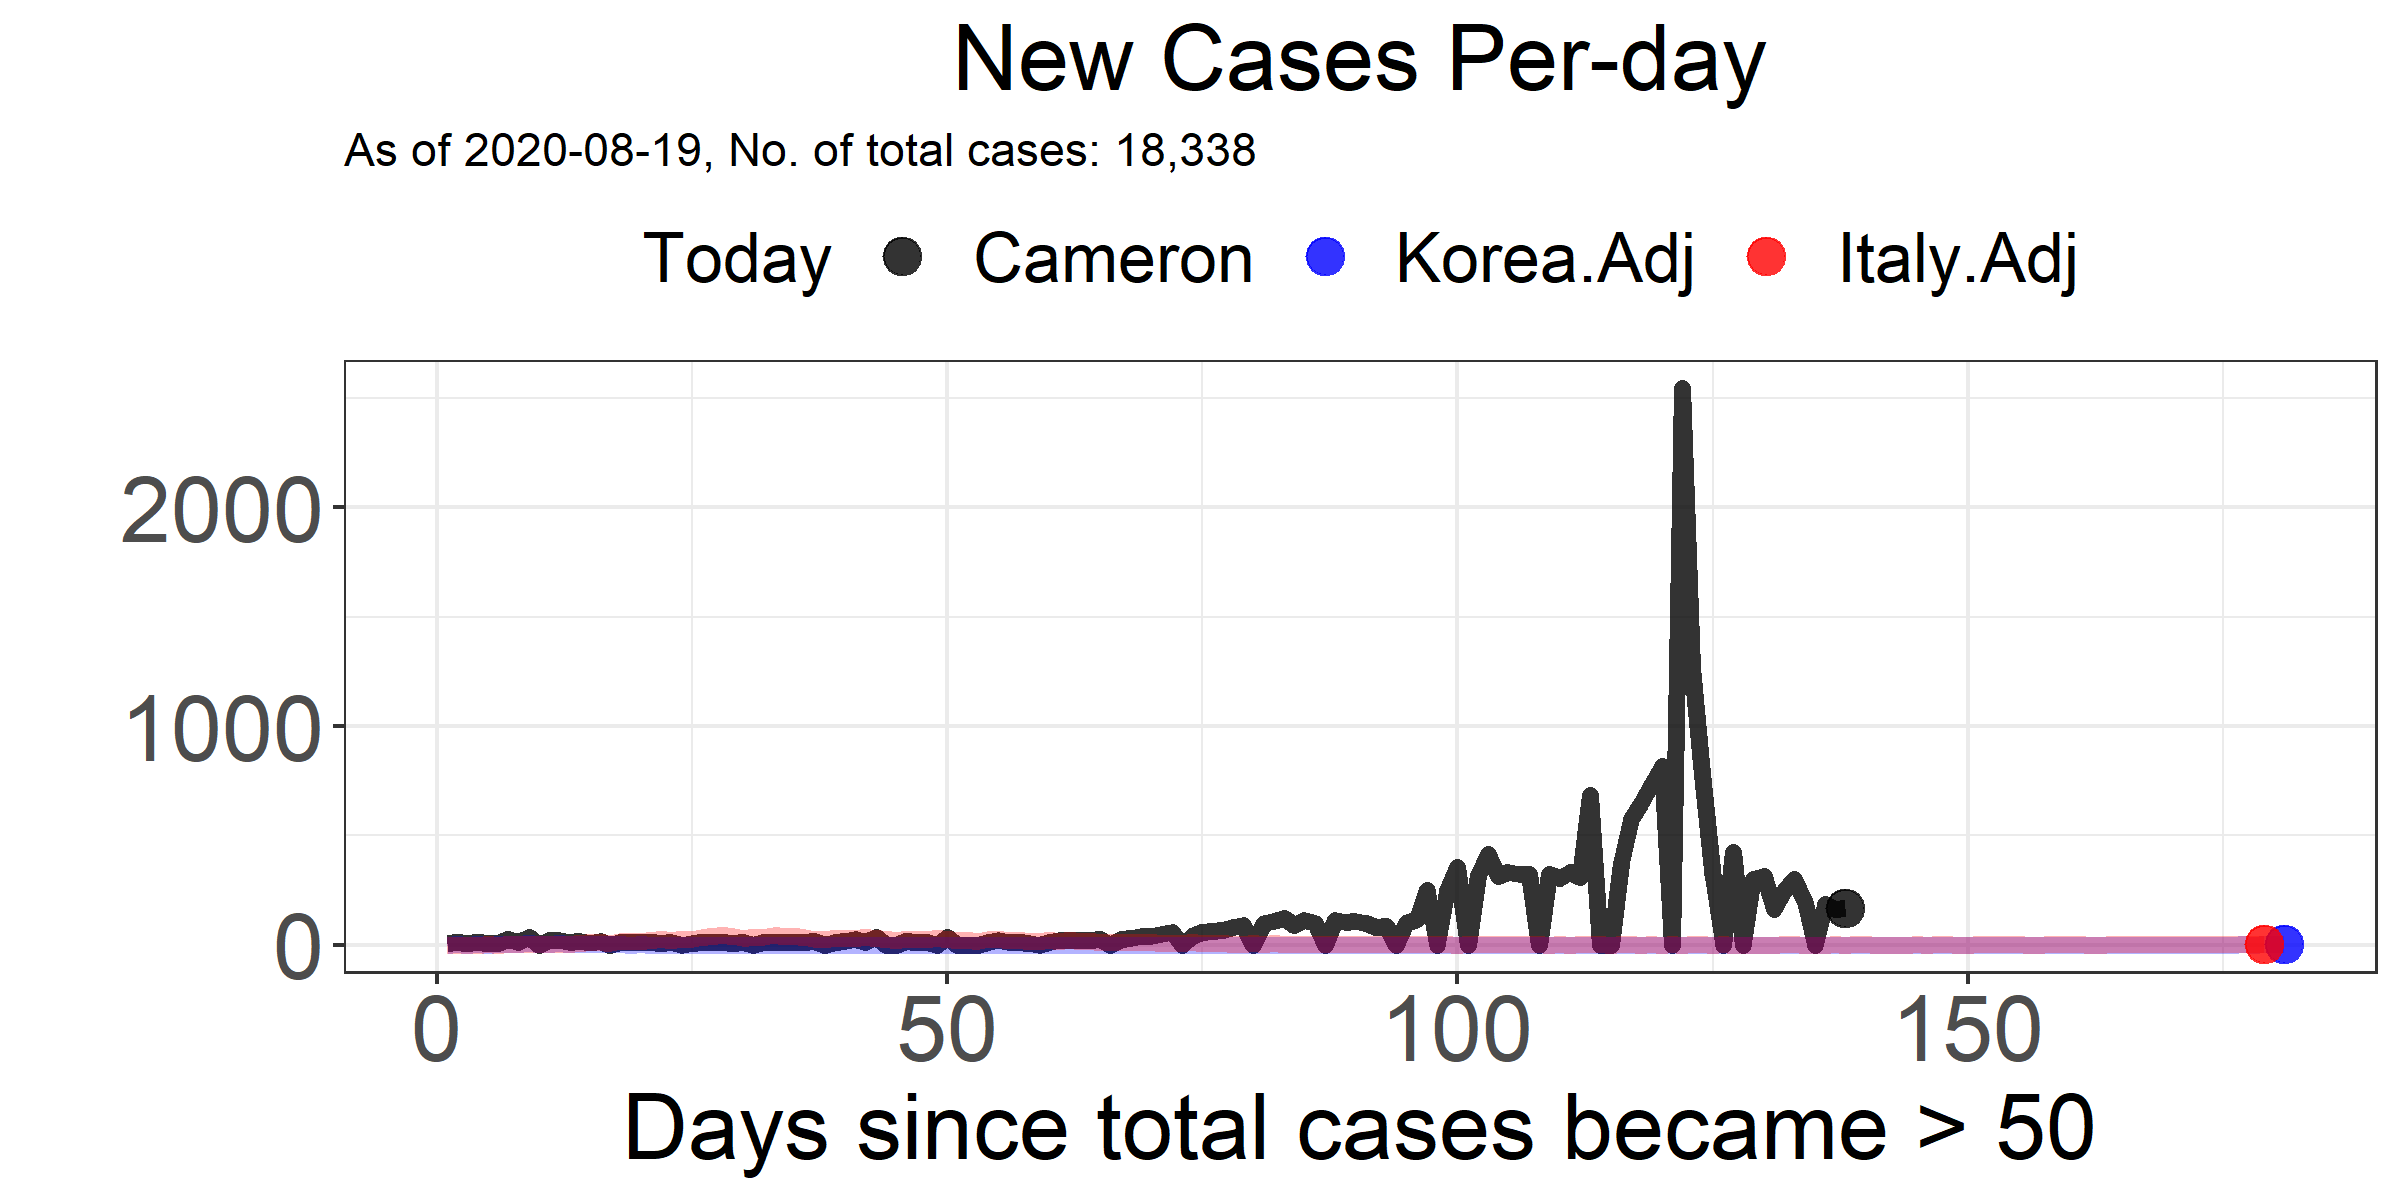 New Cases Per-day
As of 2020-08-19, No. of total cases: 18,338
Today Cameron Korea.Adj Italy.Adj
2000
1000
0
0 50 100 150
Days since total cases became > 50